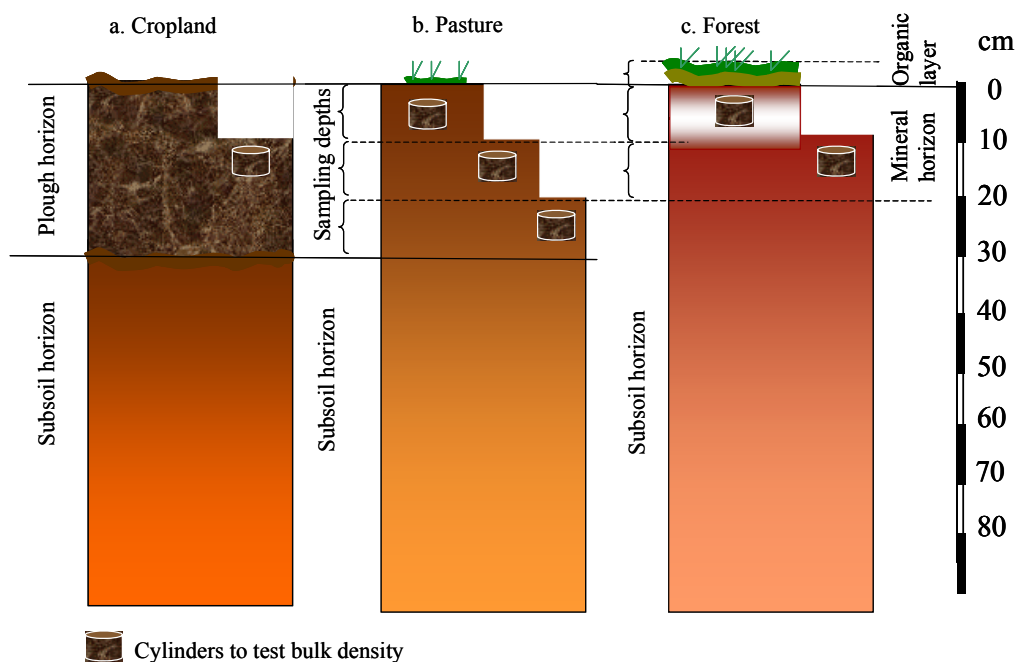 a. Cropland
b. Pasture
c. Forest
Organic
layer
cm
Plough horizon
Sampling depths
Mineral
horizon
0
10
20
30
40
50
60
70
80
Subsoil horizon
Subsoil horizon
Subsoil horizon
Cylinders to test bulk density